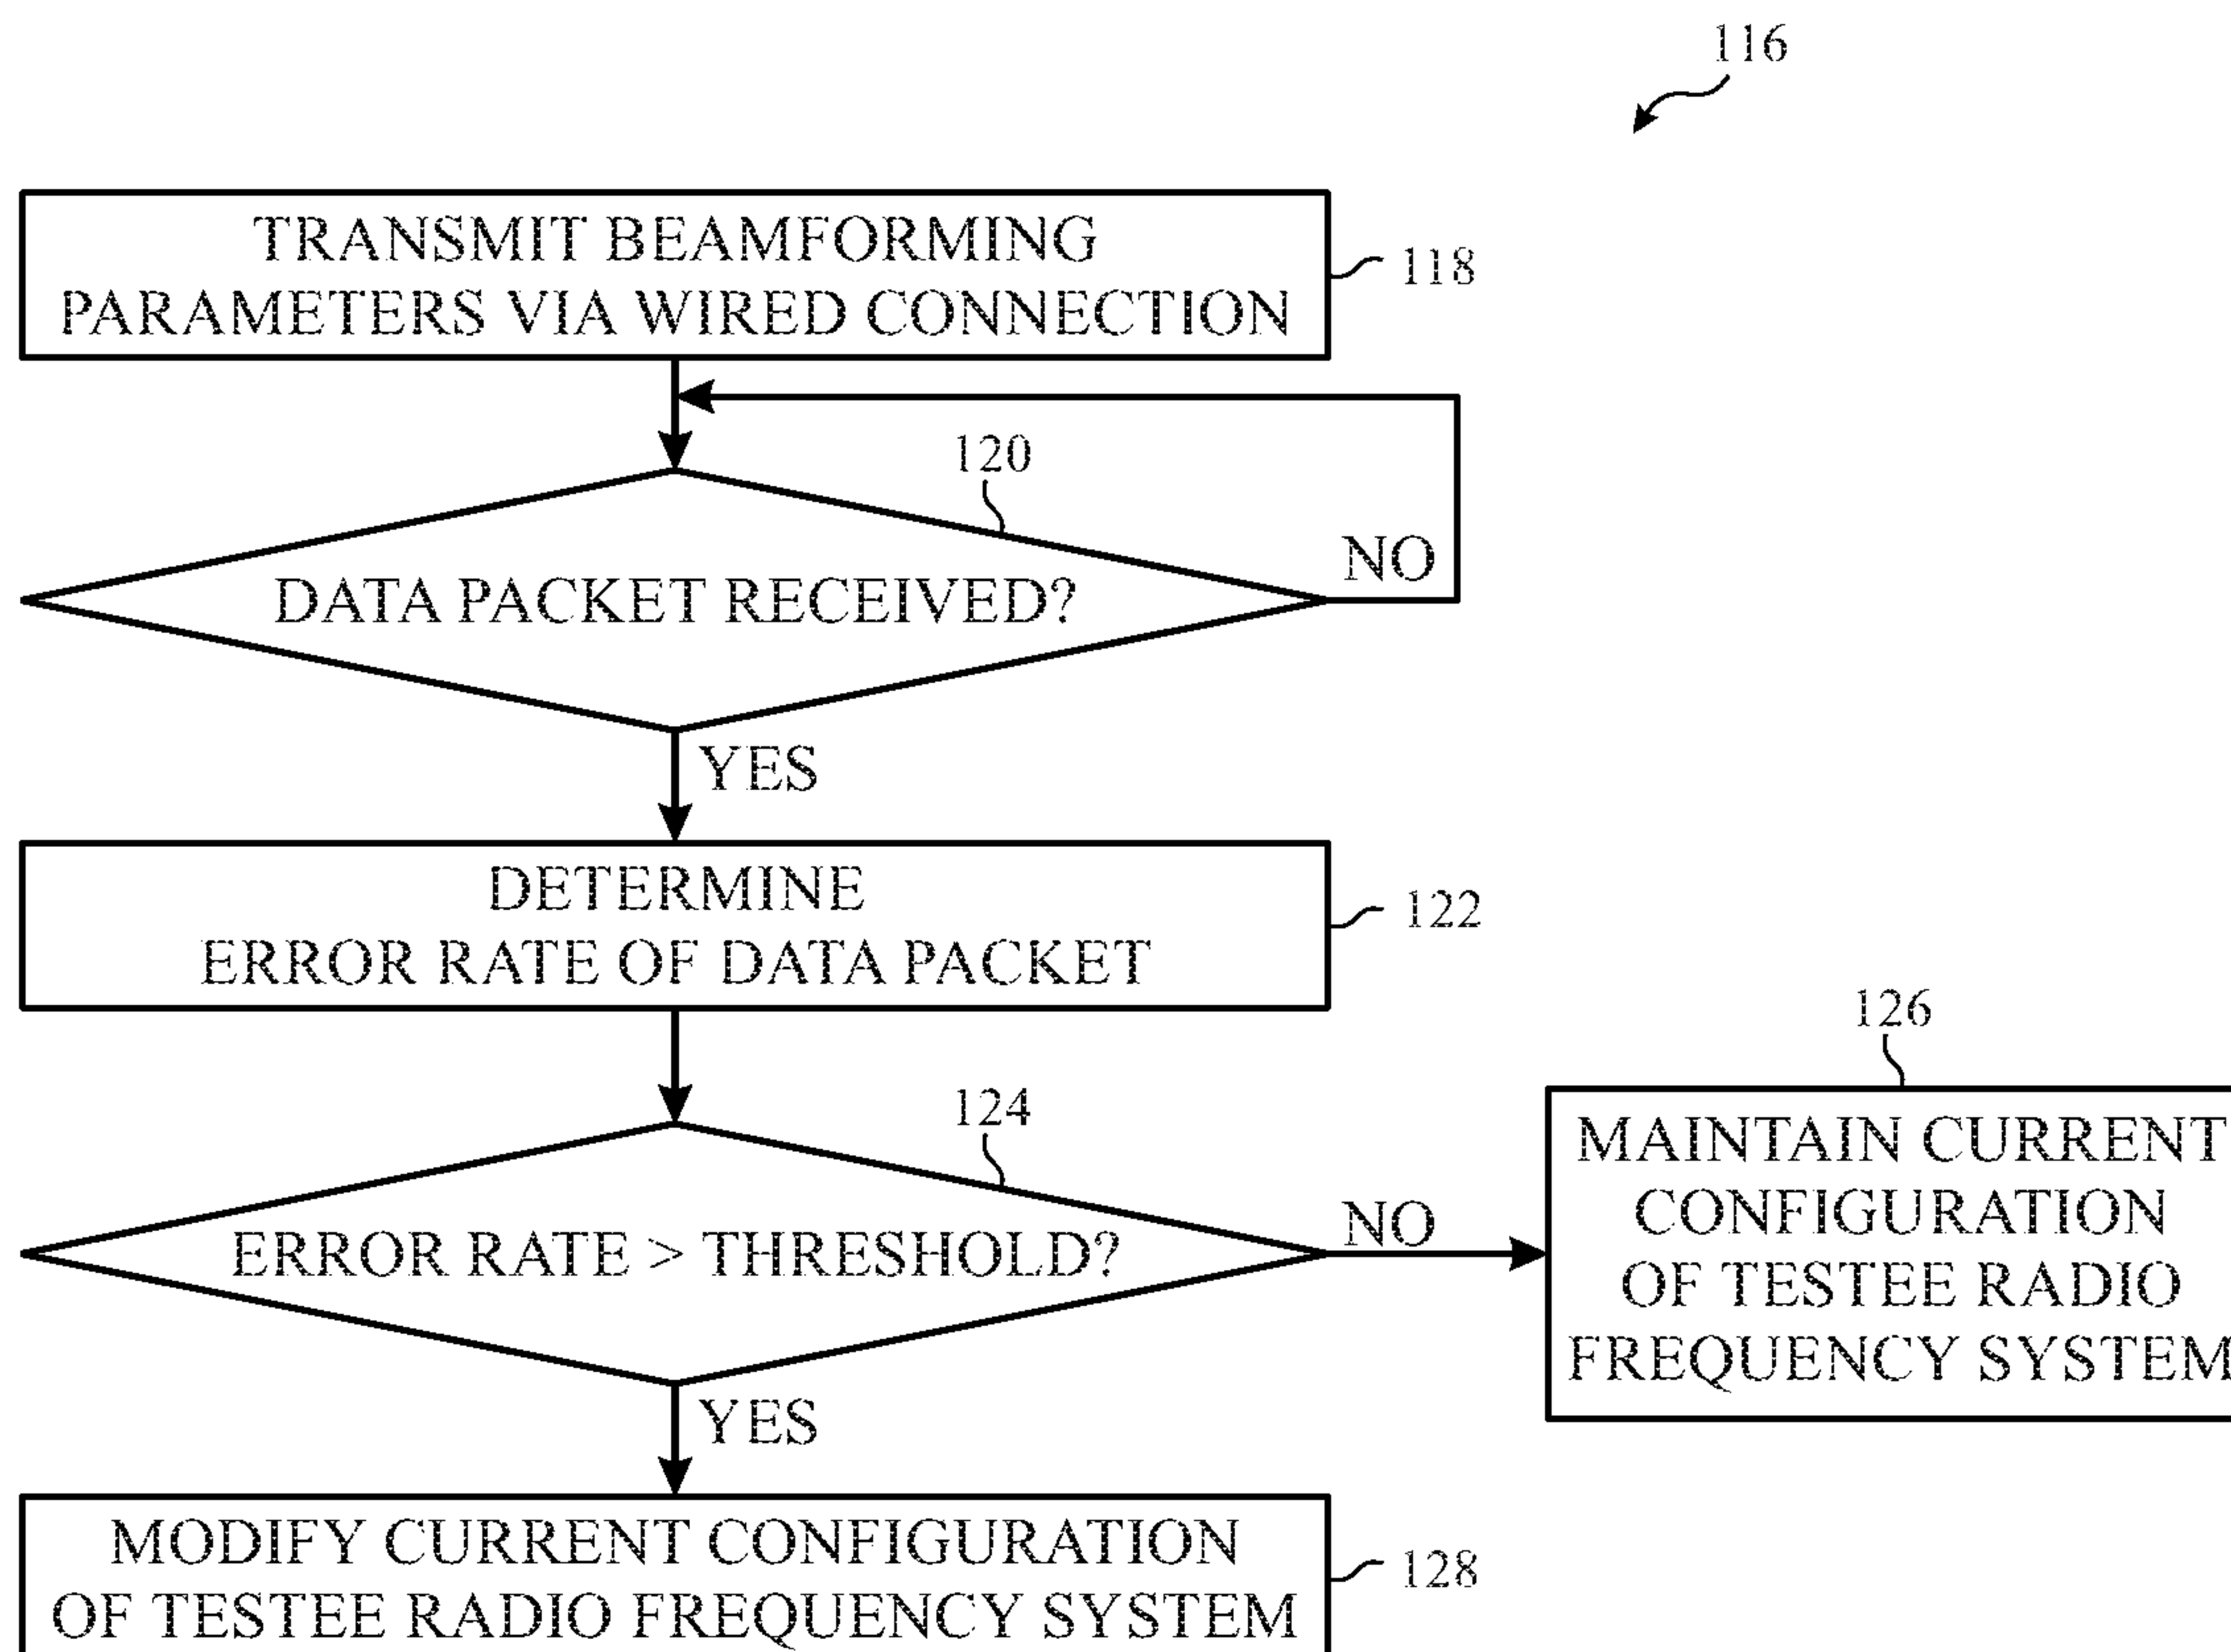 116
TRANSMIT BEAMFORMING
PARAMETERS VIA WIRED CONNECTION
118
120
DATA PACKET RECEIVED?
NO
YES
DETERMINE
ERROR RATE OF DATA PACKET
122
124
ERROR RATE > THRESHOLD?
NO
126
MAINTAIN CURRENT
CONFIGURATION
OF TESTEE RADIO
FREQUENCY SYSTEM
YES
MODIFY CURRENT CONFIGURATION
OF TESTEE RADIO FREQUENCY SYSTEM
128